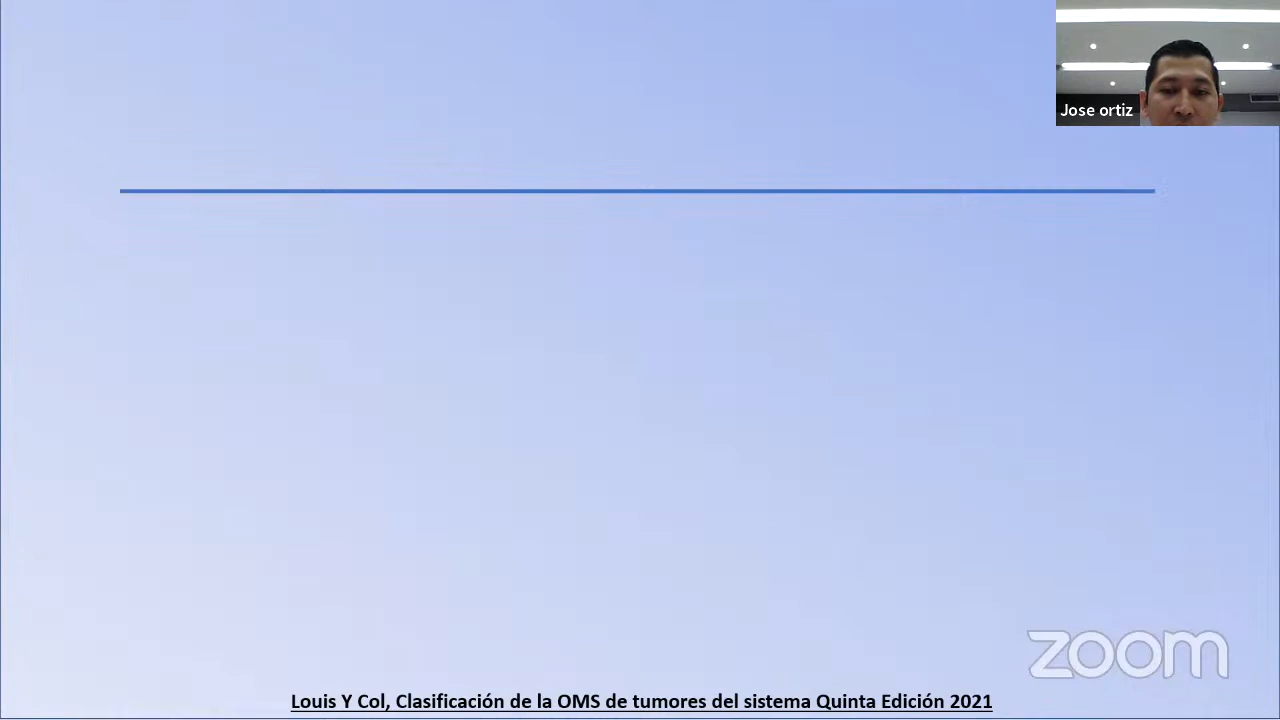 Jose ortiz
zoom
Louis Y Col, Clasificación de la OMS de tumores del sistema Quinta Edición 2021